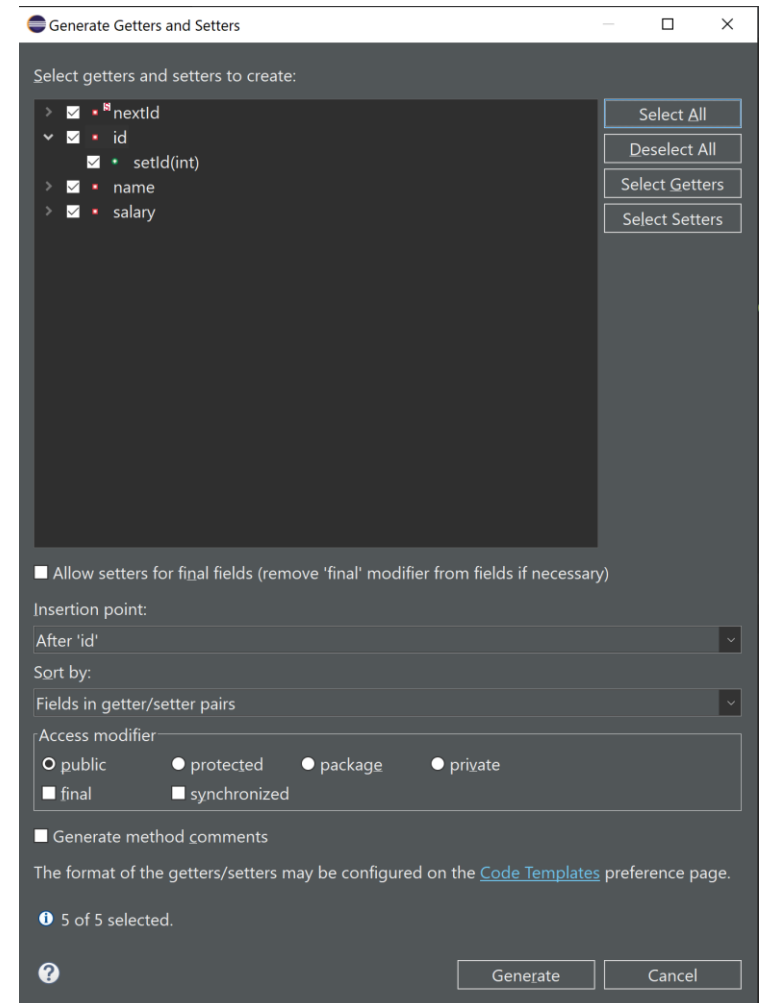 Generate Getters and Setters
Select getters and setters to create:
S nextId
id
setId(int)
name
salary
Select All
Deselect All
Select Getters
Select Setters
Allow setters for final fields (remove 'final' modifier from fields if necessary)
Insertion point:
After 'id'
Sort by:
Fields in getter/setter pairs
Access modifier
public protected package private
final synchronized
Generate method comments
The format of the getters/setters may be configured on the Code Templates preference page.
5 of 5 selected.
Generate Cancel